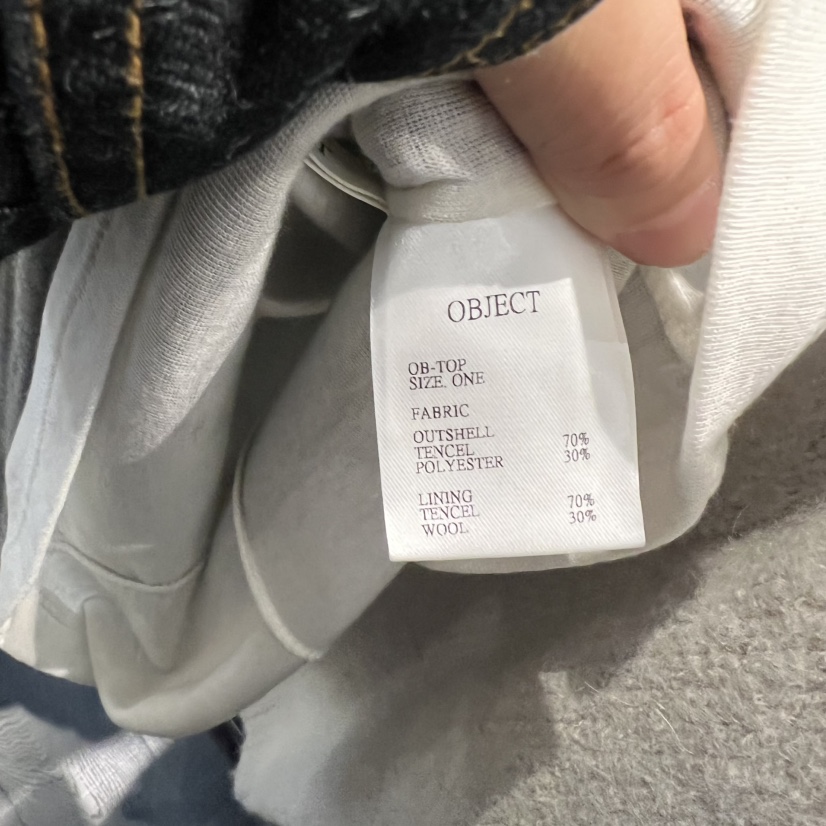 OBJECT
OB-TOP
SIZE. ONE
FABRIC
OUTSHELL
TENCEL 70%
POLYESTER 30%
LINING
TENCEL 70%
WOOL 30%